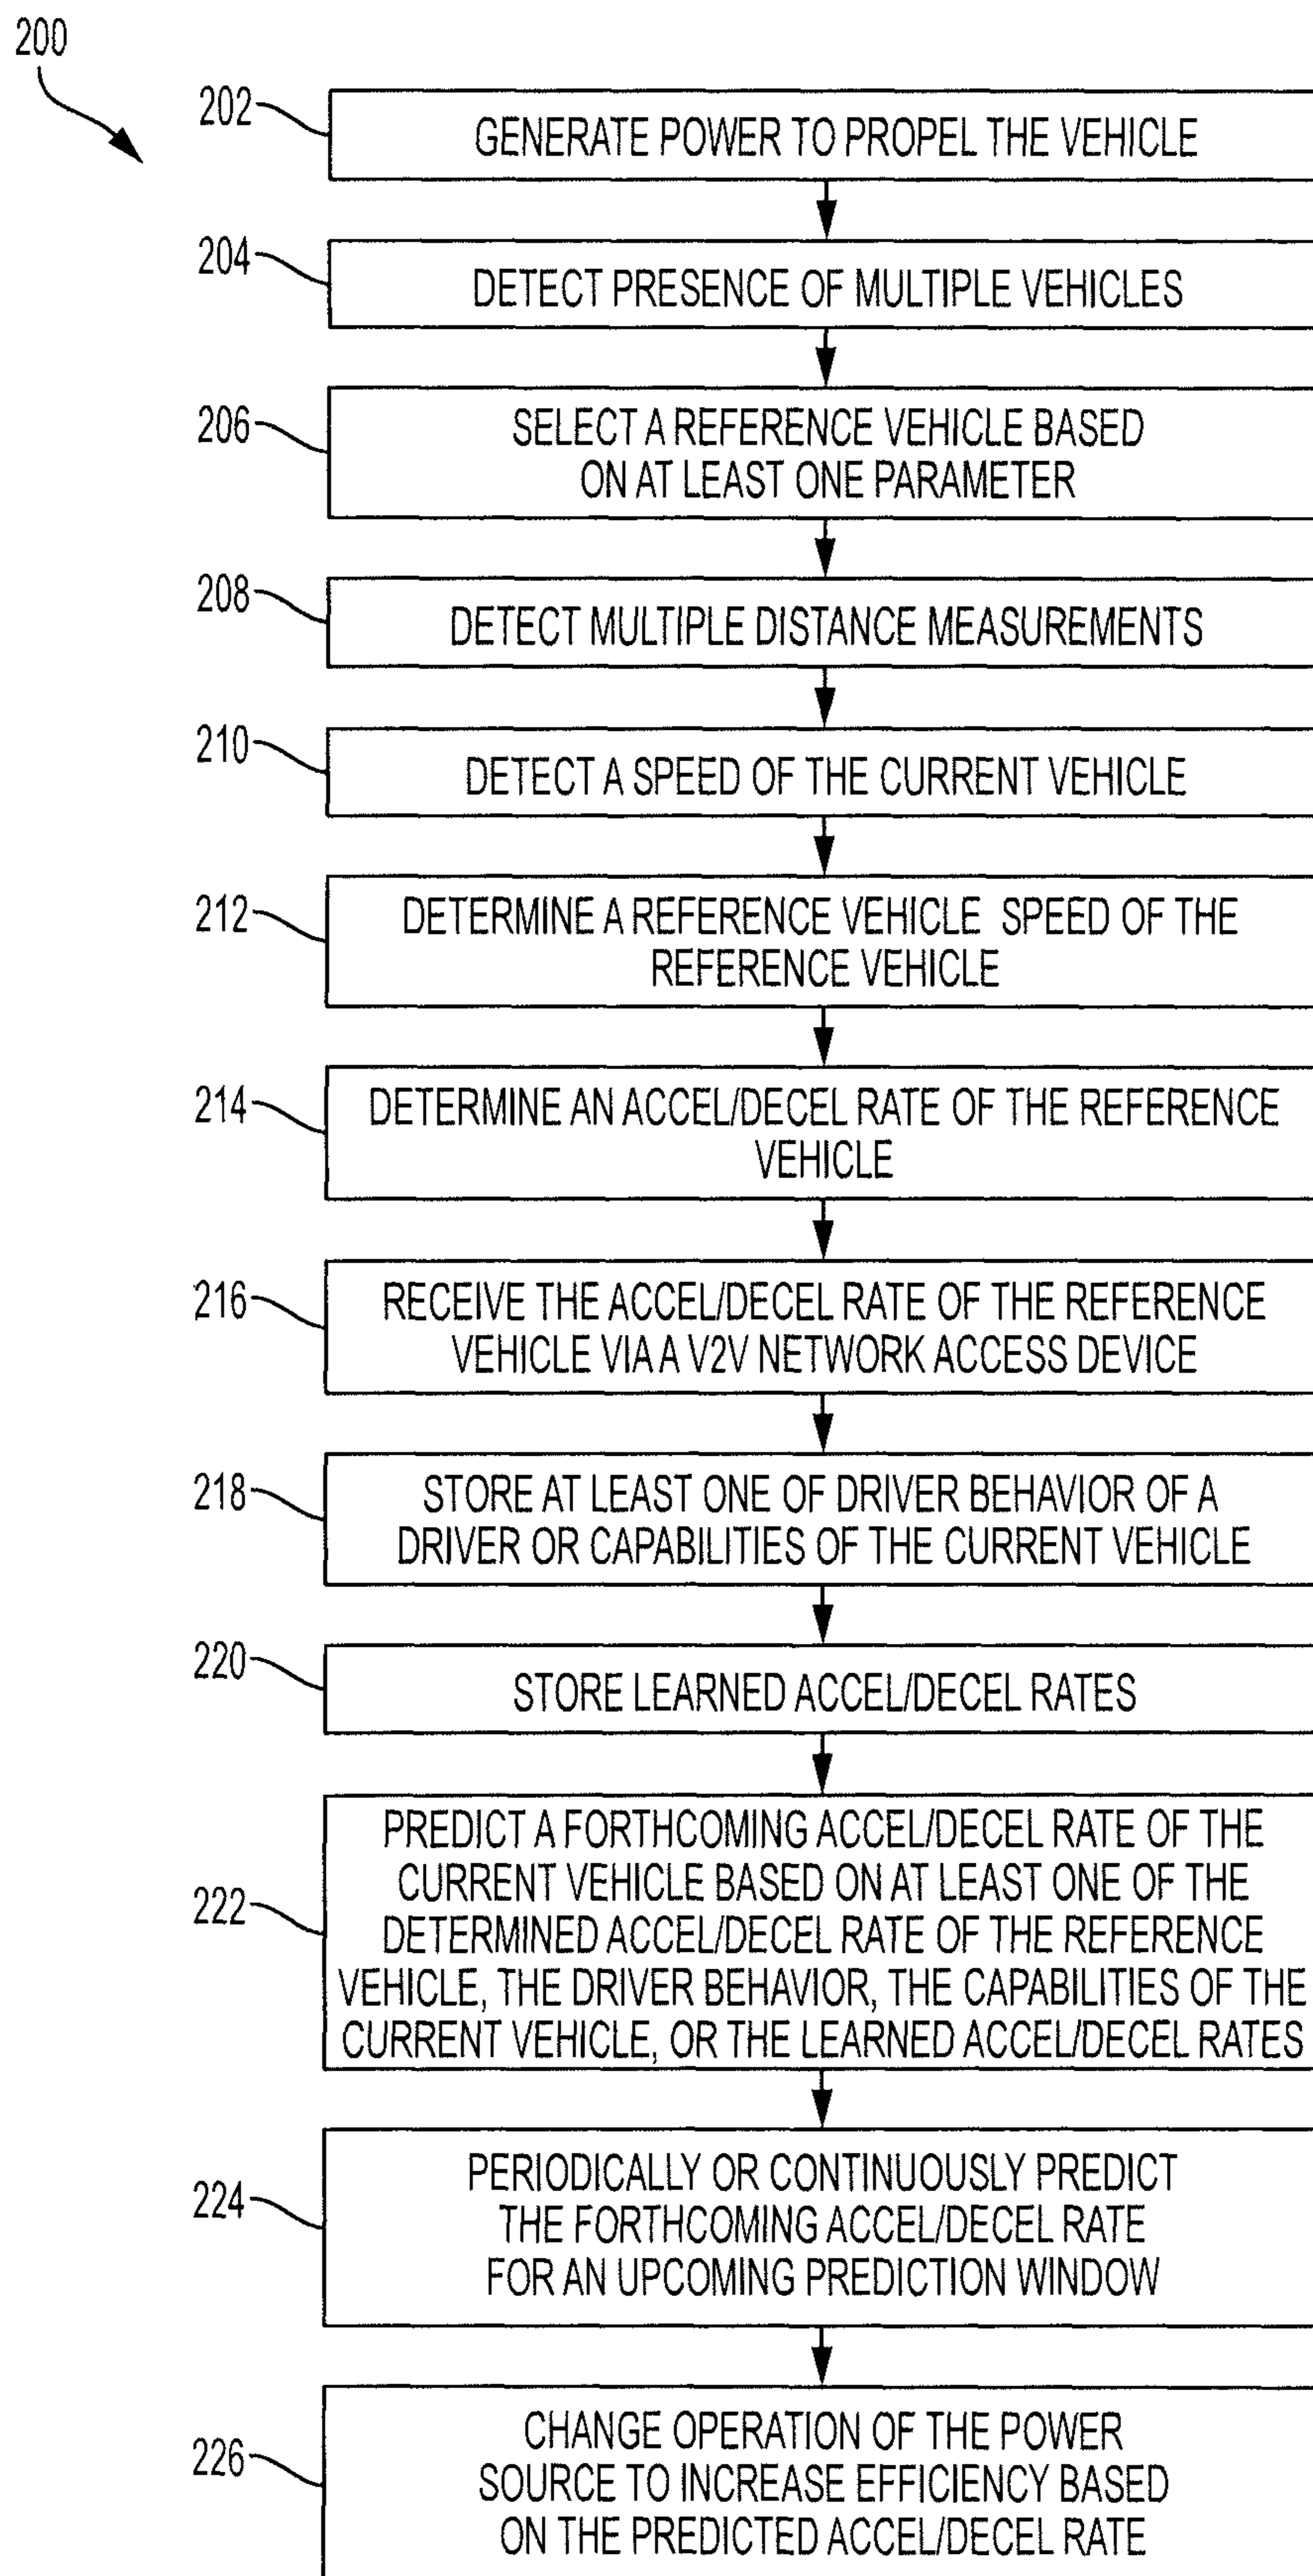 200
202
GENERATE POWER TO PROPEL THE VEHICLE
204
DETECT PRESENCE OF MULTIPLE VEHICLES
206
SELECT A REFERENCE VEHICLE BASED
ON AT LEAST ONE PARAMETER
208
DETECT MULTIPLE DISTANCE MEASUREMENTS
210
DETECT A SPEED OF THE CURRENT VEHICLE
212
DETERMINE A REFERENCE VEHICLE SPEED OF THE
REFERENCE VEHICLE
214
DETERMINE AN ACCEL/DECEL RATE OF THE REFERENCE
VEHICLE
216
RECEIVE THE ACCEL/DECEL RATE OF THE REFERENCE
VEHICLE VIA A V2V NETWORK ACCESS DEVICE
218
STORE AT LEAST ONE OF DRIVER BEHAVIOR OF A
DRIVER OR CAPABILITIES OF THE CURRENT VEHICLE
220
STORE LEARNED ACCEL/DECEL RATES
222
PREDICT A FORTHCOMING ACCEL/DECEL RATE OF THE
CURRENT VEHICLE BASED ON AT LEAST ONE OF THE
DETERMINED ACCEL/DECEL RATE OF THE REFERENCE
VEHICLE, THE DRIVER BEHAVIOR, THE CAPABILITIES OF THE
CURRENT VEHICLE, OR THE LEARNED ACCEL/DECEL RATES
224
PERIODICALLY OR CONTINUOUSLY PREDICT
THE FORTHCOMING ACCEL/DECEL RATE
FOR AN UPCOMING PREDICTION WINDOW
226
CHANGE OPERATION OF THE POWER
SOURCE TO INCREASE EFFICIENCY BASED
ON THE PREDICTED ACCEL/DECEL RATE